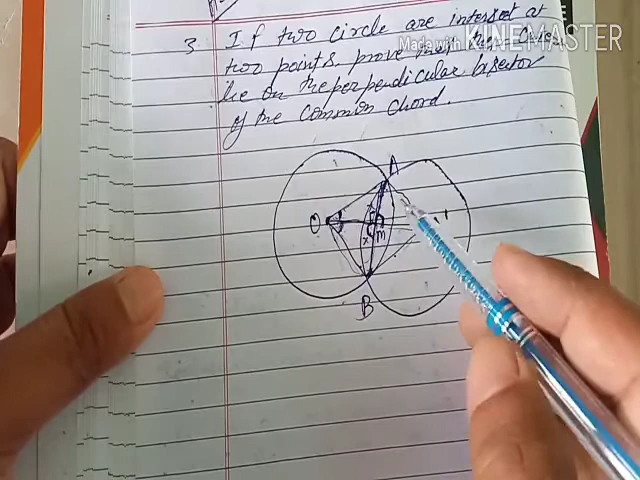 3 If two circle are intersect at
Made with KINEMASTER
two points, prove that
lie on the perpendicular bisector
of the common chord.
A
O
M
B